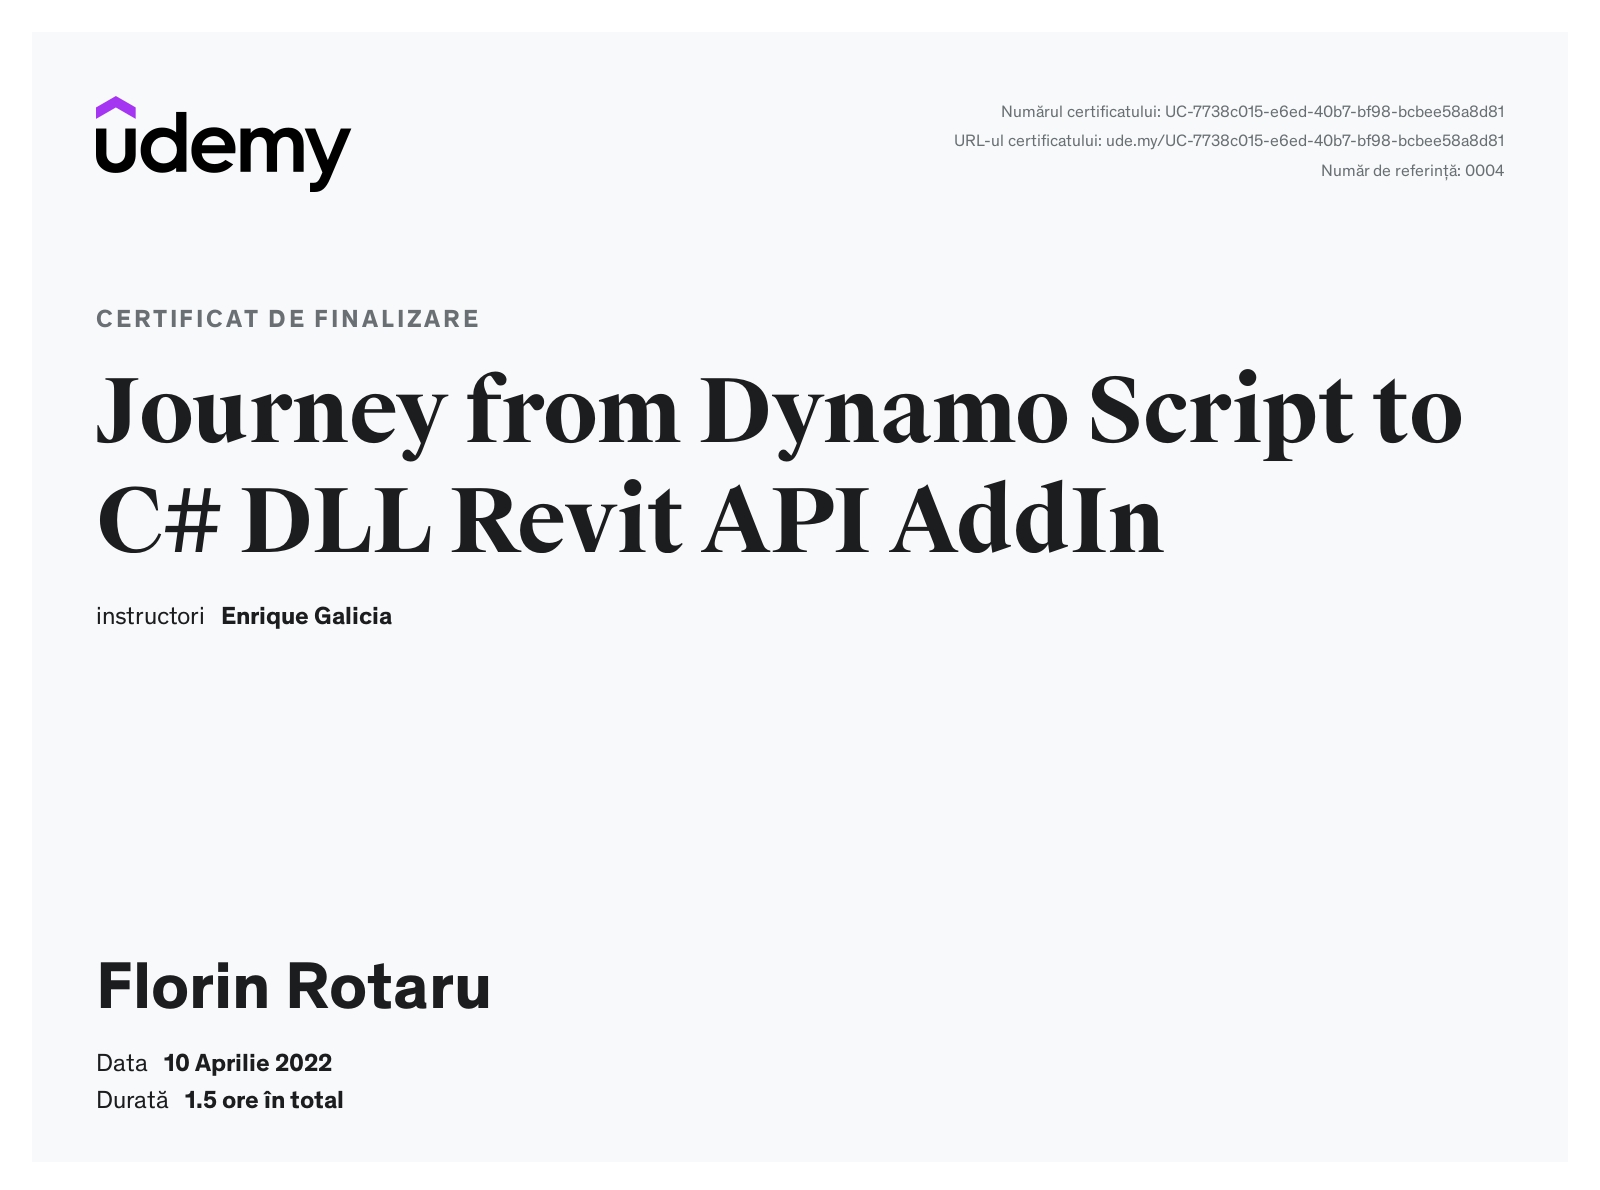 udemy
Numărul certificatului: UC-7738c015-e6ed-40b7-bf98-bcbee58a8d81
URL-ul certificatului: ude.my/UC-7738c015-e6ed-40b7-bf98-bcbee58a8d81
Număr de referință: 0004
CERTIFICAT DE FINALIZARE
Journey from Dynamo Script to
C# DLL Revit API AddIn
instructori Enrique Galicia
Florin Rotaru
Data 10 Aprilie 2022
Durată 1.5 ore în total